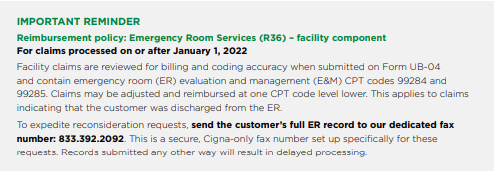 IMPORTANT REMINDER
Reimbursement policy: Emergency Room Services (R36) – facility component
For claims processed on or after January 1, 2022
Facility claims are reviewed for billing and coding accuracy when submitted on Form UB-04
and contain emergency room (ER) evaluation and management (E&M) CPT codes 99284 and
99285. Claims may be adjusted and reimbursed at one CPT code level lower. This applies to claims
indicating that the customer was discharged from the ER.
To expedite reconsideration requests, send the customer's full ER record to our dedicated fax
number: 833.392.2092. This is a secure, Cigna-only fax number set up specifically for these
requests. Records submitted any other way will result in delayed processing.